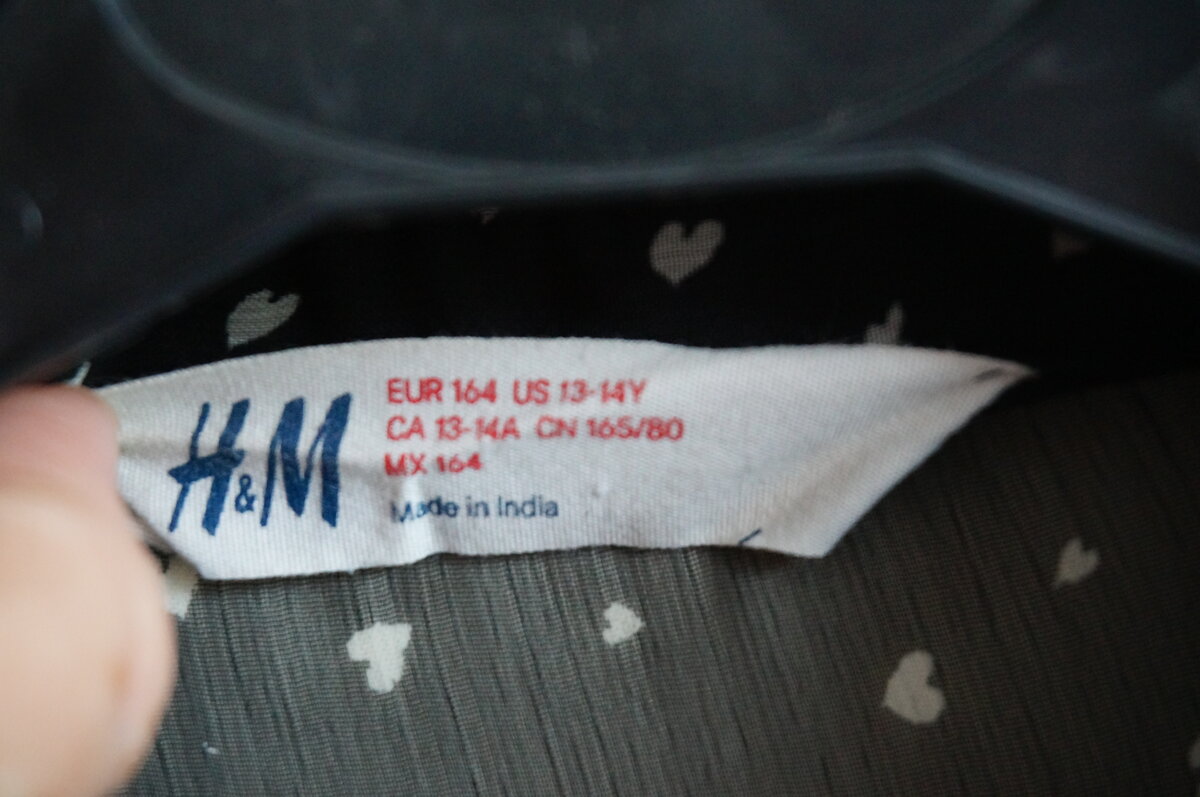 H&M
EUR 164 US 13-14Y
CA 13-14A CN 165/80
MX 164
Made in India